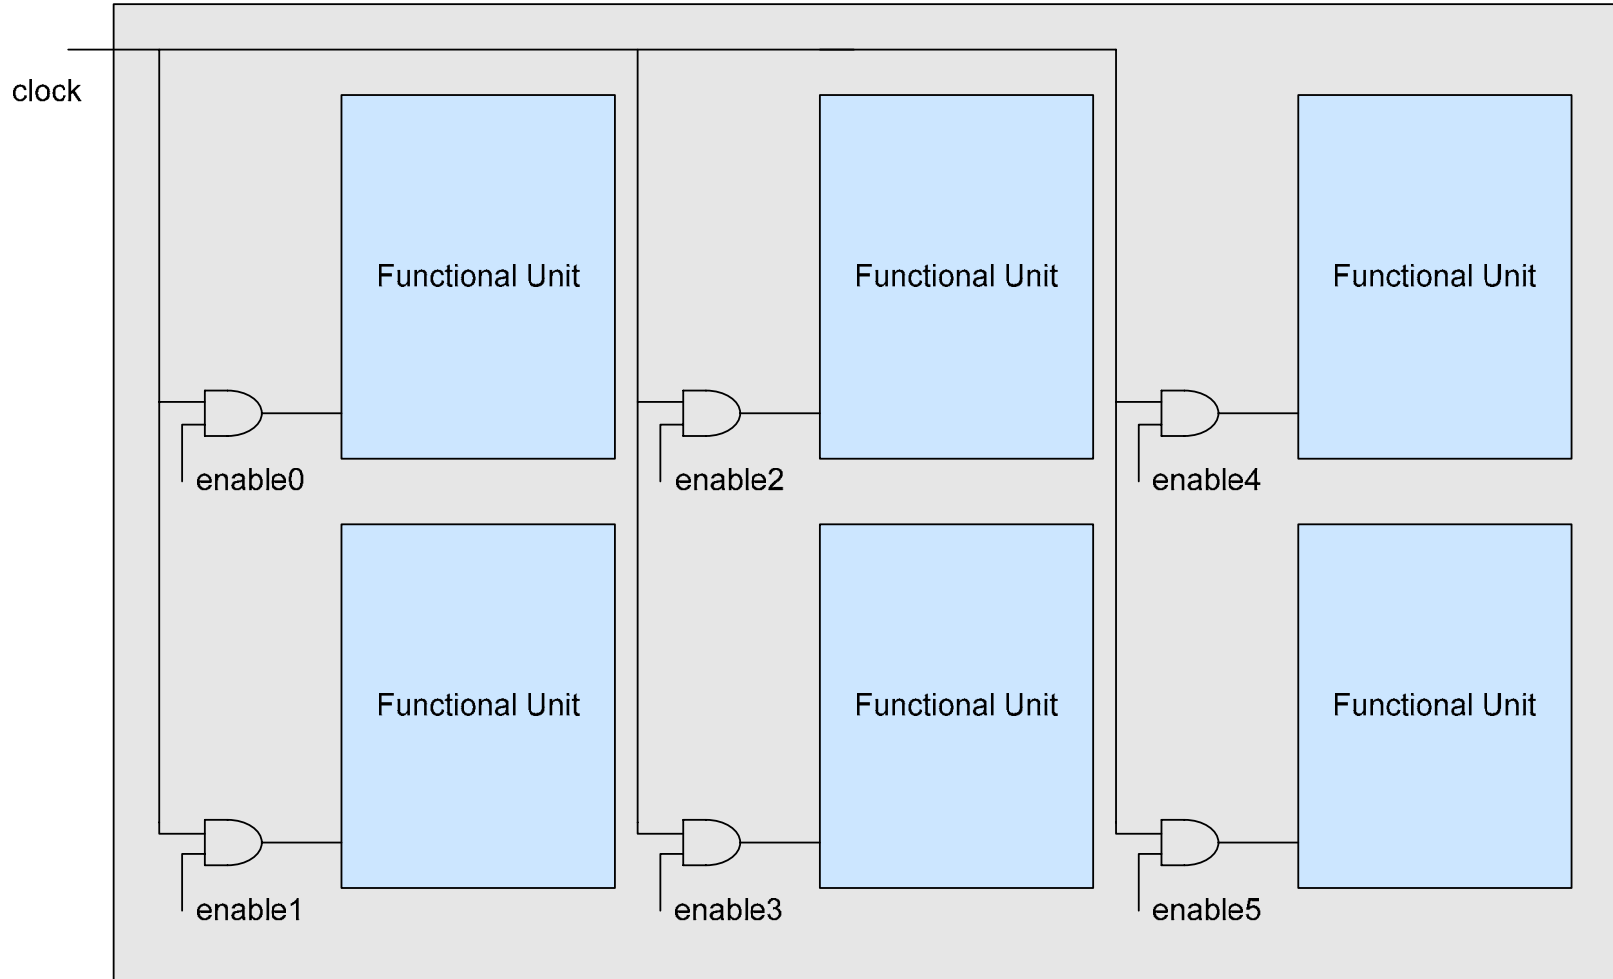 clock
Functional Unit
Functional Unit
Functional Unit
enable0
enable2
enable4
Functional Unit
Functional Unit
Functional Unit
enable1
enable3
enable5